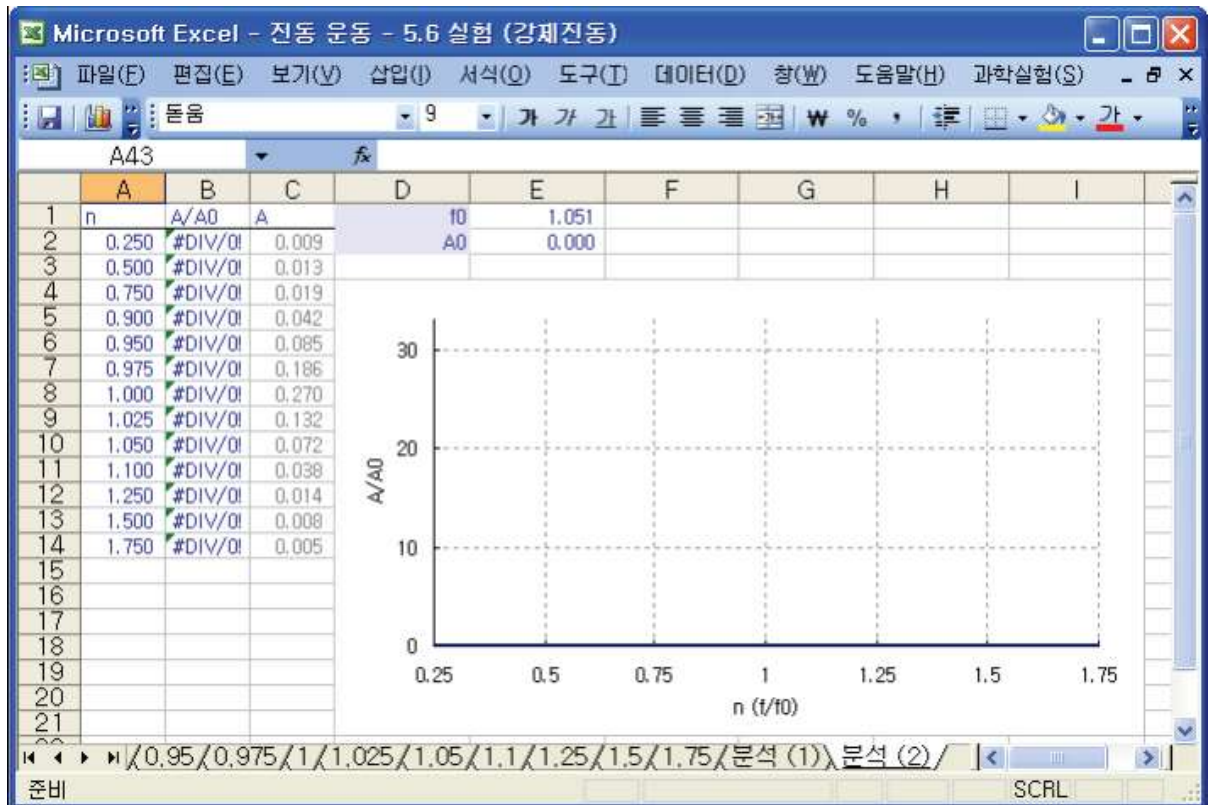 Microsoft Excel - 진동 운동 - 5.6 실험 (강제진동)
파일(F) 편집(E) 보기(V) 삽입(I) 서식(O) 도구(T) 데이터(D) 창(W) 도움말(H) 과학실험(S)
돋움 9 가 가 가 ₩ % , 가
A43 fx
A B C D E F G H I
1 n A/A0 A f0 1.051
2 0.250 #DIV/0! 0.009 A0 0.000
3 0.500 #DIV/0! 0.013
4 0.750 #DIV/0! 0.019
5 0.900 #DIV/0! 0.042
6 0.950 #DIV/0! 0.085
7 0.975 #DIV/0! 0.186
8 1.000 #DIV/0! 0.270
9 1.025 #DIV/0! 0.132
10 1.050 #DIV/0! 0.072
11 1.100 #DIV/0! 0.038
12 1.250 #DIV/0! 0.014
13 1.500 #DIV/0! 0.008
14 1.750 #DIV/0! 0.005
15
16
17
18
19
20
21
30
20
10
0
A/A0
0.25 0.5 0.75 1 1.25 1.5 1.75
n (f/f0)
0.95 / 0.975 / 1 / 1.025 / 1.05 / 1.1 / 1.25 / 1.5 / 1.75 / 분석 (1) \ 분석 (2) /
준비 SCRL